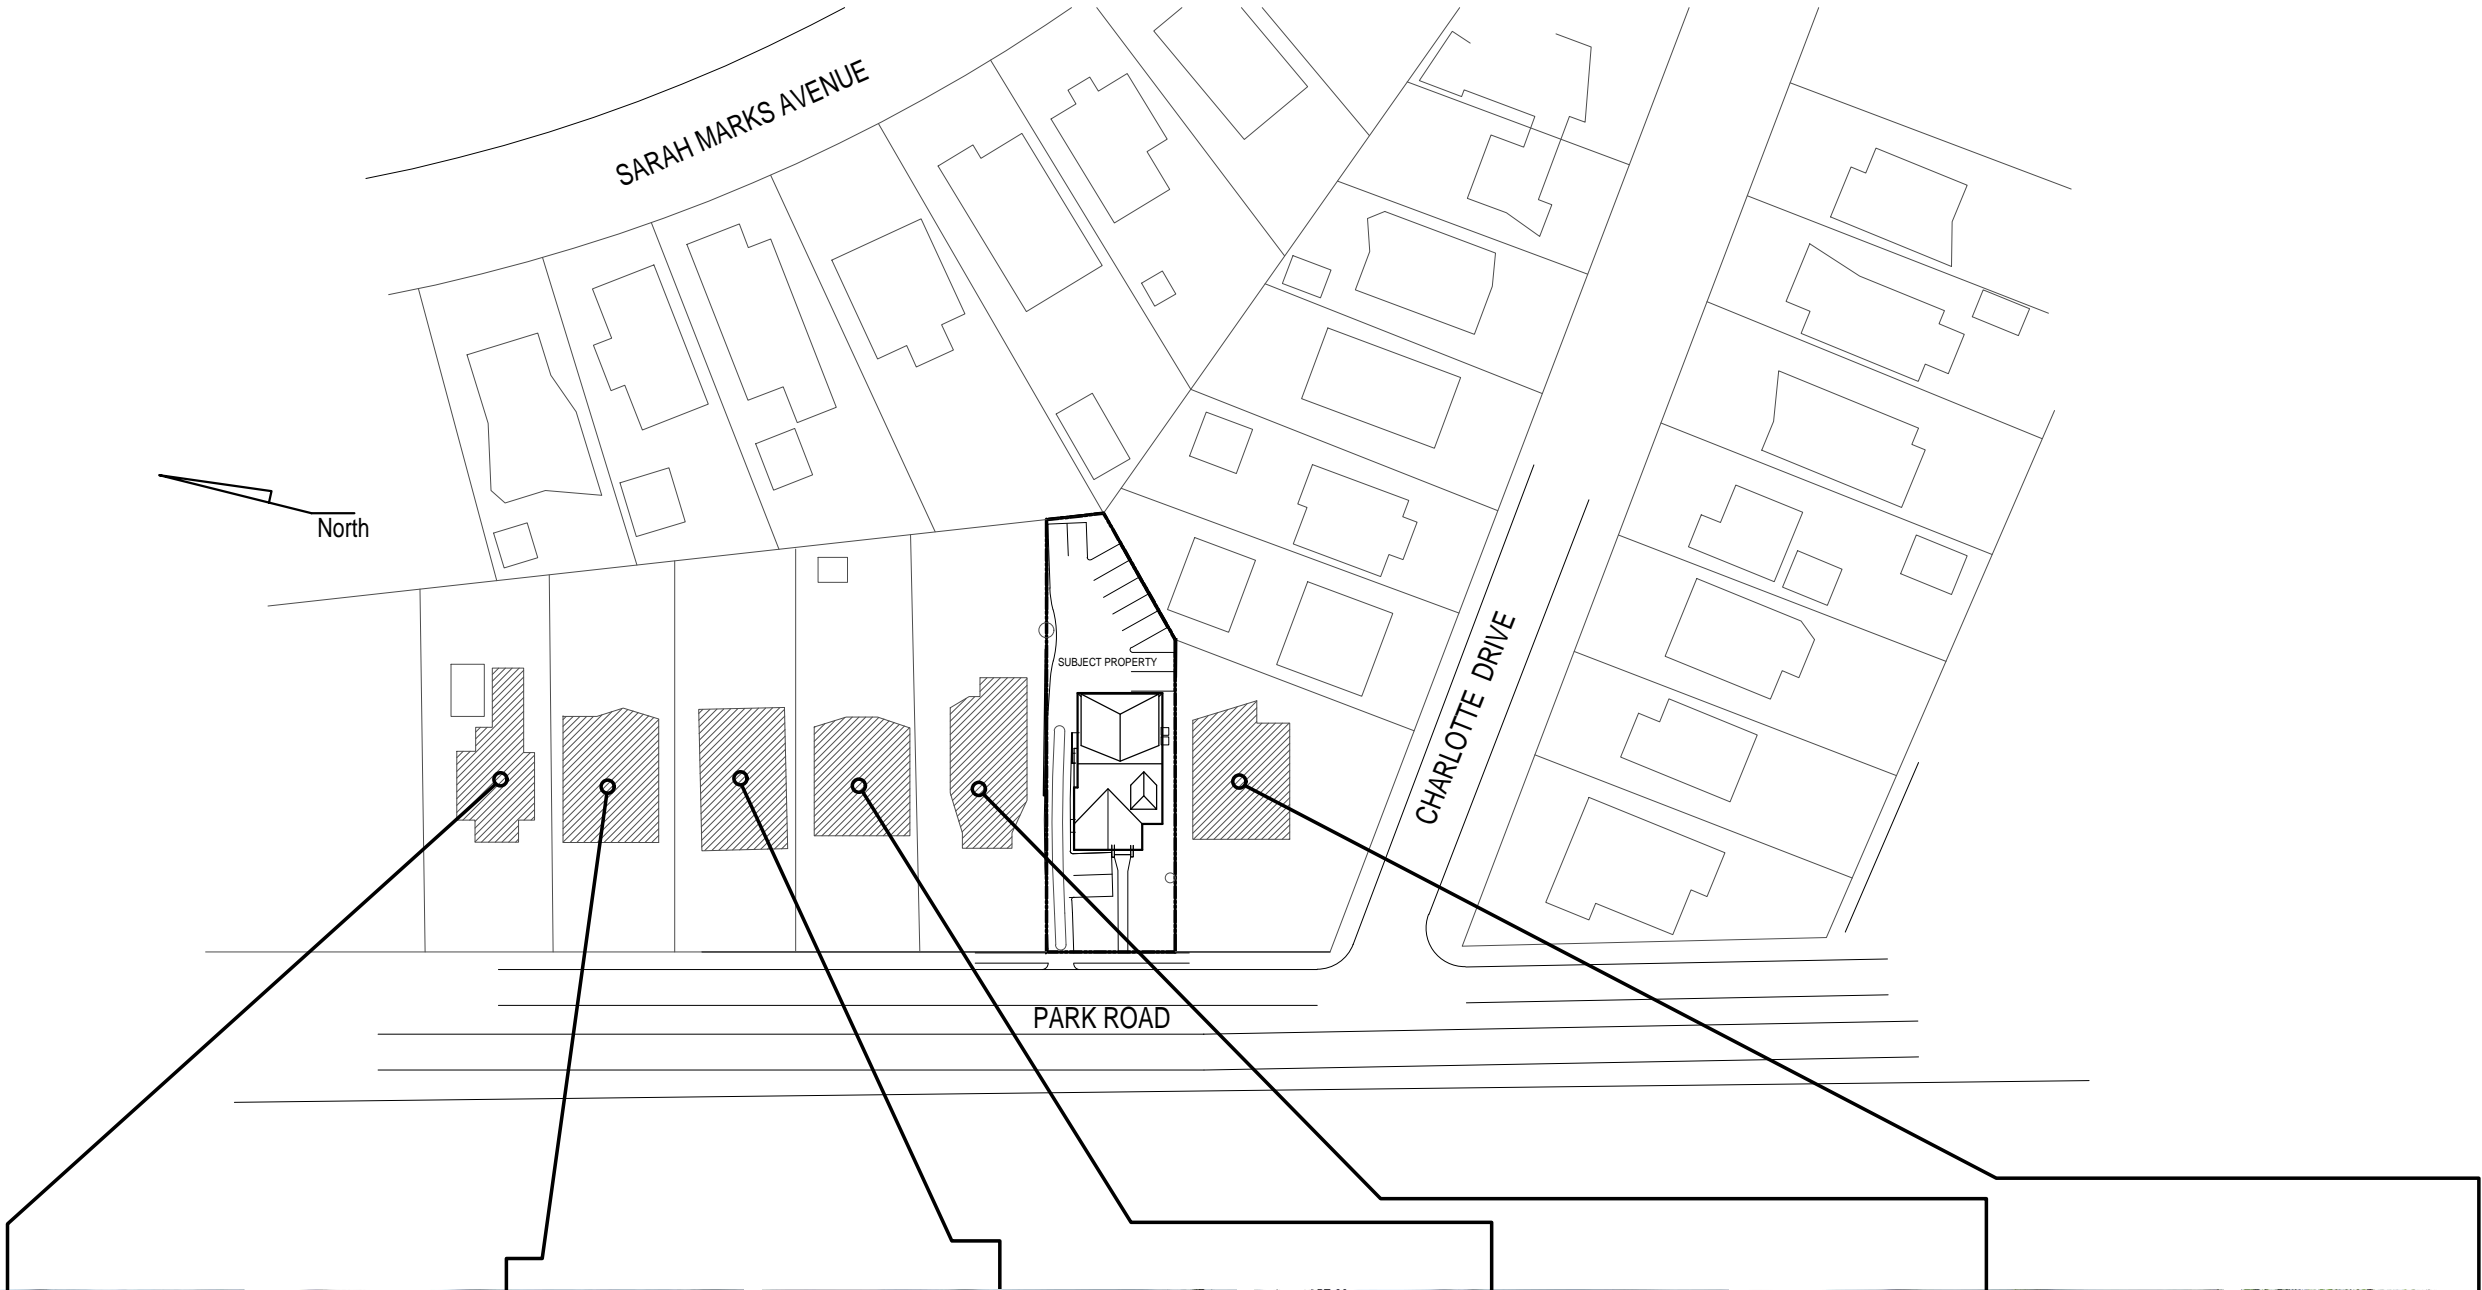 SARAH MARKS AVENUE
North
SUBJECT PROPERTY
CHARLOTTE DRIVE
PARK ROAD